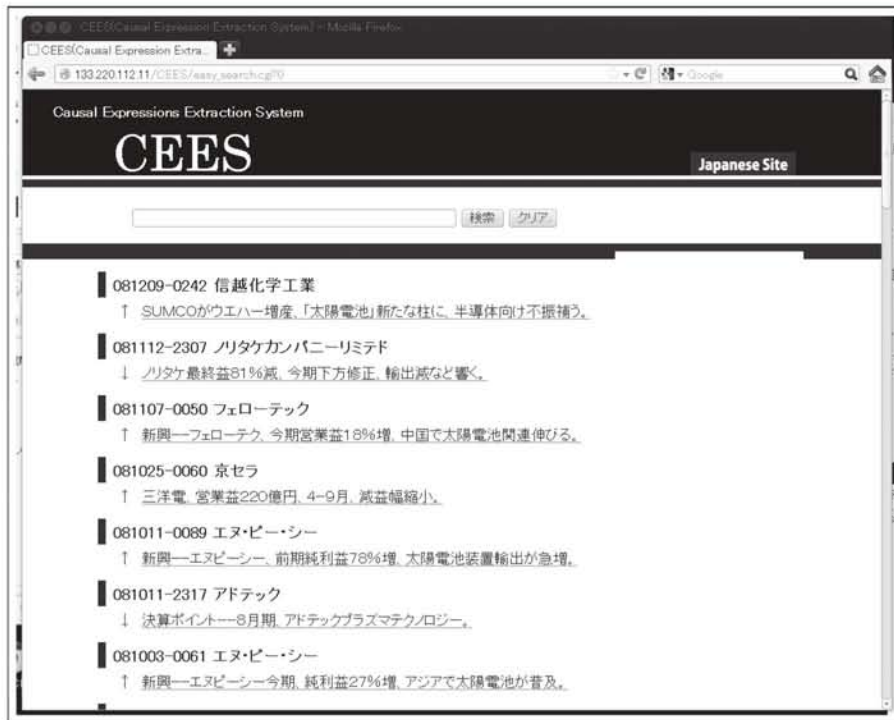 CEES(Causal Expression Extraction System) - Mozilla Firefox
CEES(Causal Expression Extra...
133.220.112.11/CEES/easy_search.cgi?0
Google
Causal Expressions Extraction System
CEES
Japanese Site
検索 クリア
081209-0242 信越化学工業
↑ SUMCOがウエハー増産、「太陽電池」新たな柱に、半導体向け不振補う。
081112-2307 ノリタケカンパニーリミテド
↓ ノリタケ最終益81%減、今期下方修正、輸出減など響く。
081107-0050 フェローテック
↑ 新興――フェローテク、今期営業益18%増、中国で太陽電池関連伸びる。
081025-0060 京セラ
↑ 三洋電、営業益220億円、4-9月、減益幅縮小。
081011-0089 エヌ・ピー・シー
↑ 新興――エヌピーシー、前期純利益78%増、太陽電池装置輸出が急増。
081011-2317 アドテック
↓ 決算ポイント――8月期、アドテックプラズマテクノロジー。
081003-0061 エヌ・ピー・シー
↑ 新興――エヌピーシー今期、純利益27%増、アジアで太陽電池が普及。